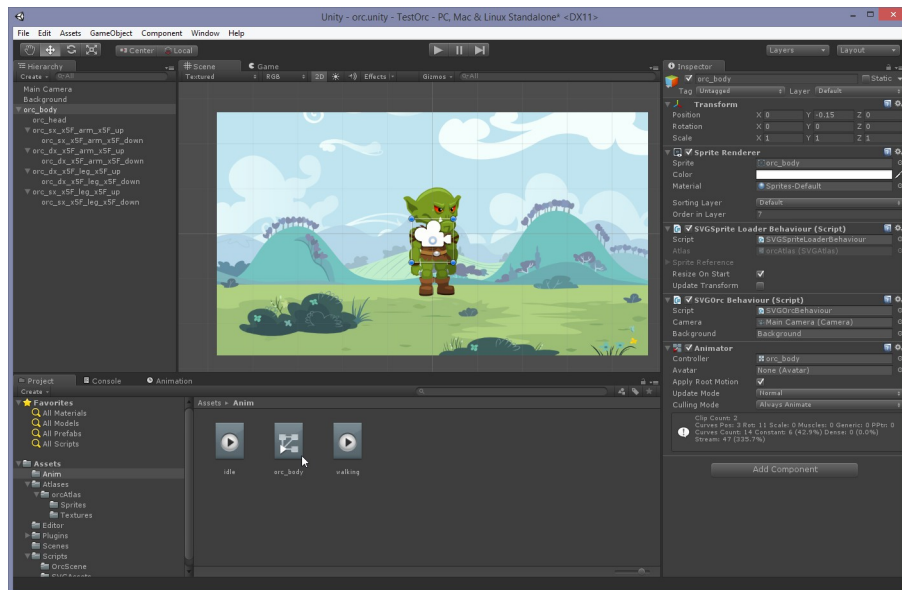 Unity - orc.unity - TestOrc - PC, Mac & Linux Standalone* <DX11>
File Edit Assets GameObject Component Window Help
Center Local Layers Layout
Hierarchy
Create All
Main Camera
Background
orc_body
orc_head
orc_sx_x5F_arm_x5F_up
orc_sx_x5F_arm_x5F_down
orc_dx_x5F_arm_x5F_up
orc_dx_x5F_arm_x5F_down
orc_dx_x5F_leg_x5F_up
orc_dx_x5F_leg_x5F_down
orc_sx_x5F_leg_x5F_up
orc_sx_x5F_leg_x5F_down
Scene Game
Textured RGB 2D Effects Gizmos All
Inspector
orc_body Static
Tag Untagged Layer Default
Transform
Position X 0 Y -0.15 Z 0
Rotation X 0 Y 0 Z 0
Scale X 1 Y 1 Z 1
Sprite Renderer
Sprite orc_body
Color
Material Sprites-Default
Sorting Layer Default
Order in Layer 7
SVGSprite Loader Behaviour (Script)
Script SVGSpriteLoaderBehaviour
Atlas orcAtlas (SVGAtlas)
Sprite Reference
Resize On Start
Update Transform
SVGOrc Behaviour (Script)
Script SVGOrcBehaviour
Camera Main Camera (Camera)
Background Background
Animator
Controller orc_body
Avatar None (Avatar)
Apply Root Motion
Update Mode Normal
Culling Mode Always Animate
Clip Count: 2
Curves Pos: 3 Rot: 11 Scale: 0 Muscles: 0 Generic: 0 PPtr: 0
Curves Count: 14 Constant: 6 (42.9%) Dense: 0 (0.0%)
Stream: 47 (335.7%)
Add Component
Project Console Animation
Create
Favorites
All Materials
All Models
All Prefabs
All Scripts
Assets
Anim
Atlases
orcAtlas
Sprites
Textures
Editor
Plugins
Scenes
Scripts
OrcScene
SVGAssets
Assets Anim
idle orc_body walking